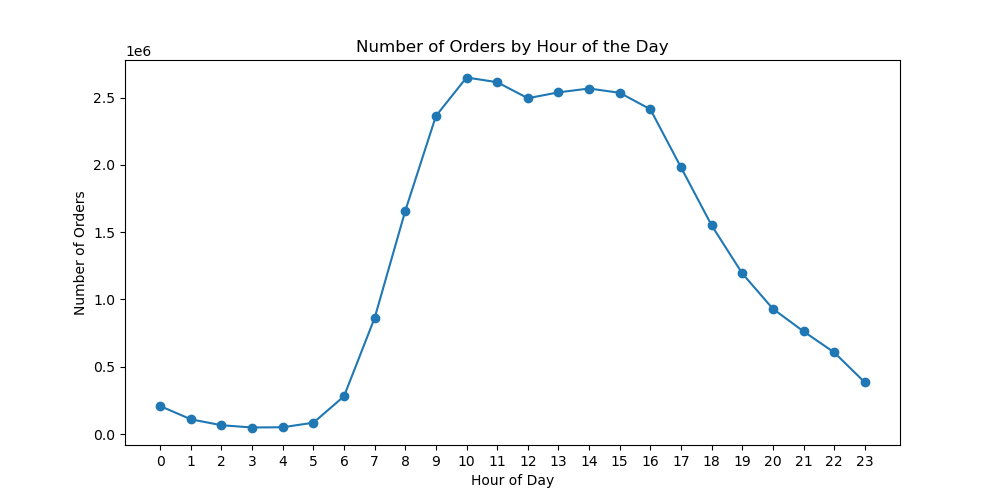 Number of Orders by Hour of the Day
1e6
2.5
2.0
1.5
1.0
0.5
0.0
Number of Orders
0 1 2 3 4 5 6 7 8 9 10 11 12 13 14 15 16 17 18 19 20 21 22 23
Hour of Day